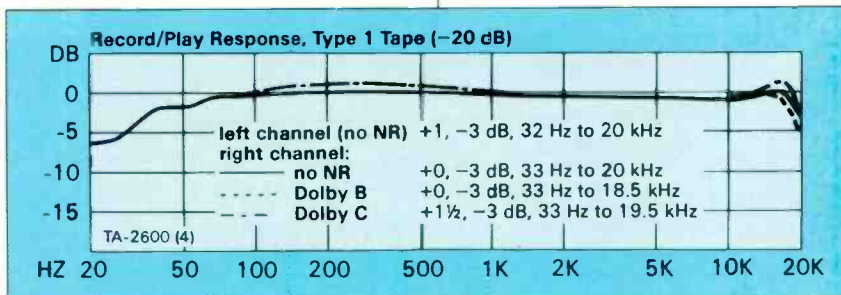 Record/Play Response, Type 1 Tape (−20 dB)
DB
0
-5
-10
-15
left channel (no NR) +1, −3 dB, 32 Hz to 20 kHz
right channel:
no NR +0, −3 dB, 33 Hz to 20 kHz
Dolby B +0, −3 dB, 33 Hz to 18.5 kHz
Dolby C +1½, −3 dB, 33 Hz to 19.5 kHz
TA-2600 (4)
HZ 20 50 100 200 500 1K 2K 5K 10K 20K